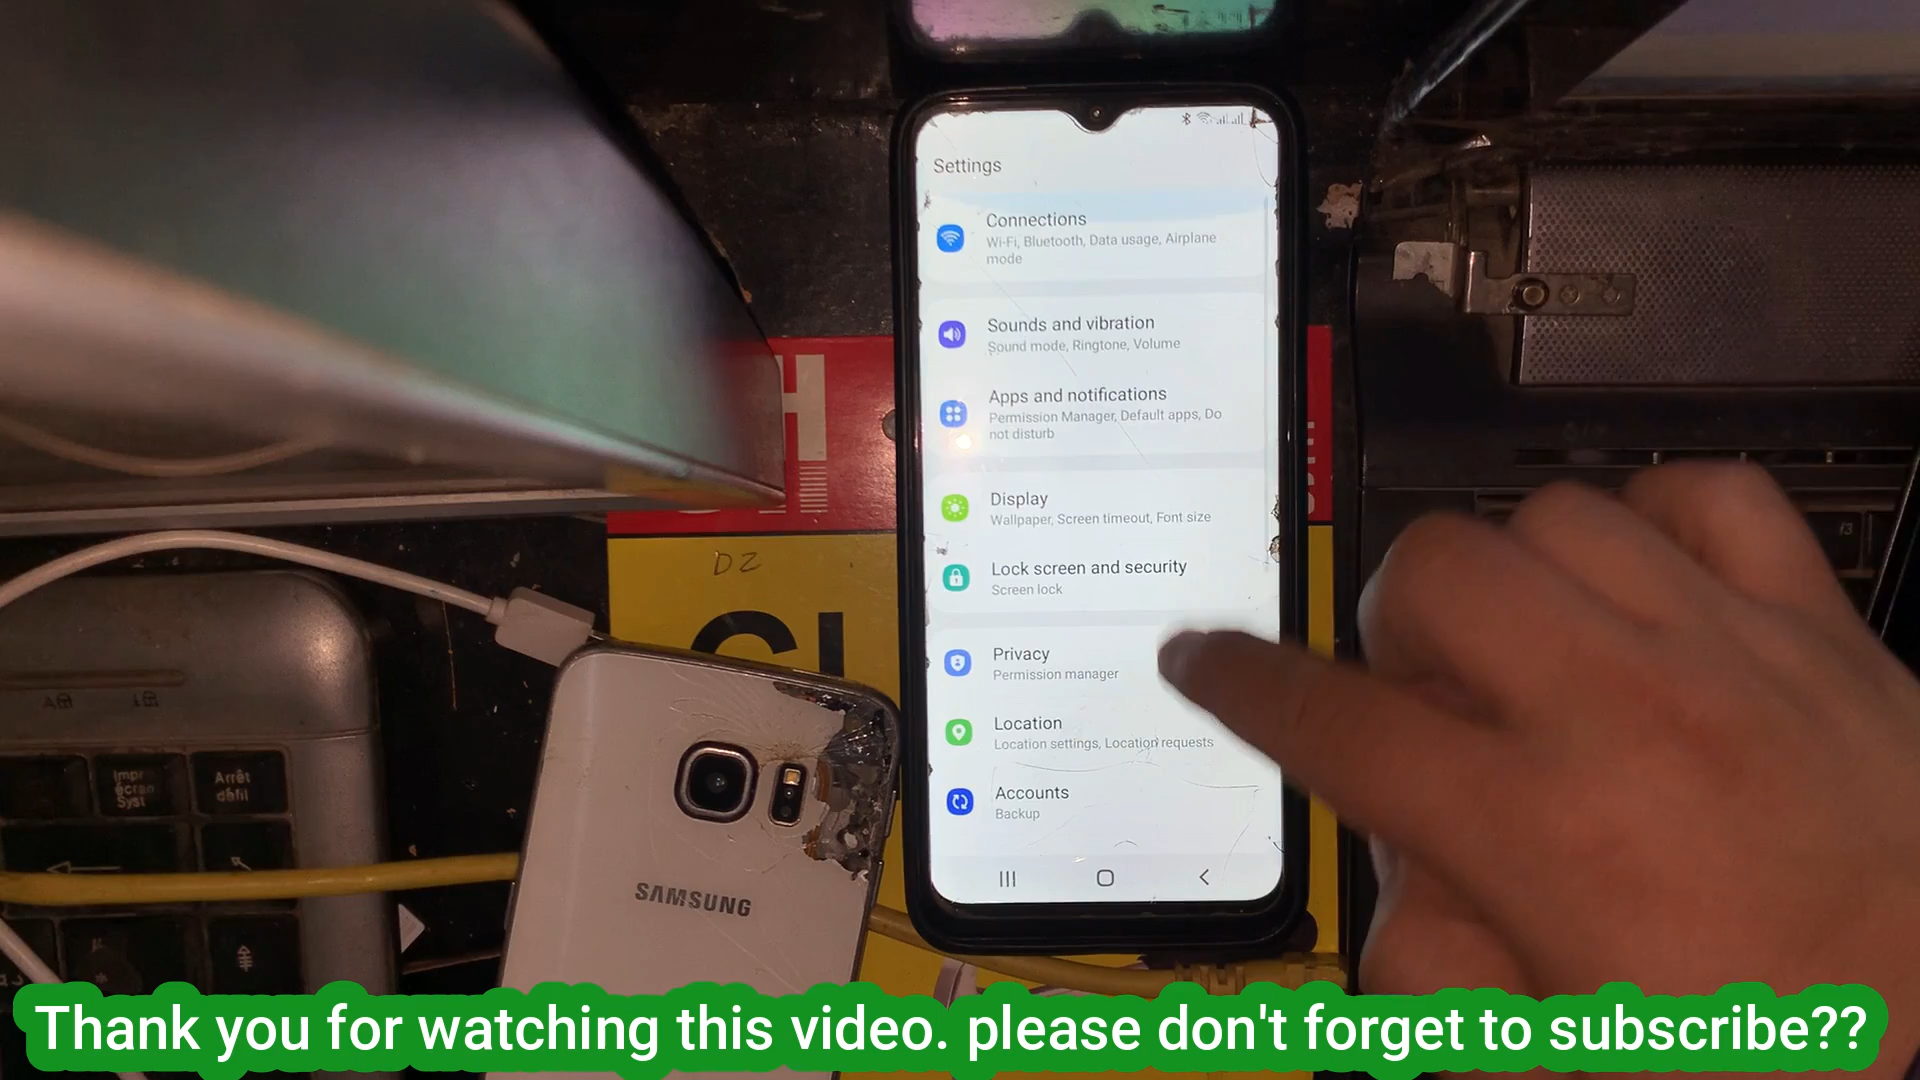 Settings
Connections
Wi-Fi, Bluetooth, Data usage, Airplane
mode
Sounds and vibration
Sound mode, Ringtone, Volume
Apps and notifications
Permission Manager, Default apps, Do
not disturb
Display
Wallpaper, Screen timeout, Font size
Lock screen and security
Screen lock
Privacy
Permission manager
Location
Location settings, Location requests
Accounts
Backup
DZ
Impr
écran
Syst
Arrêt
défil
SAMSUNG
Thank you for watching this video. please don't forget to subscribe??